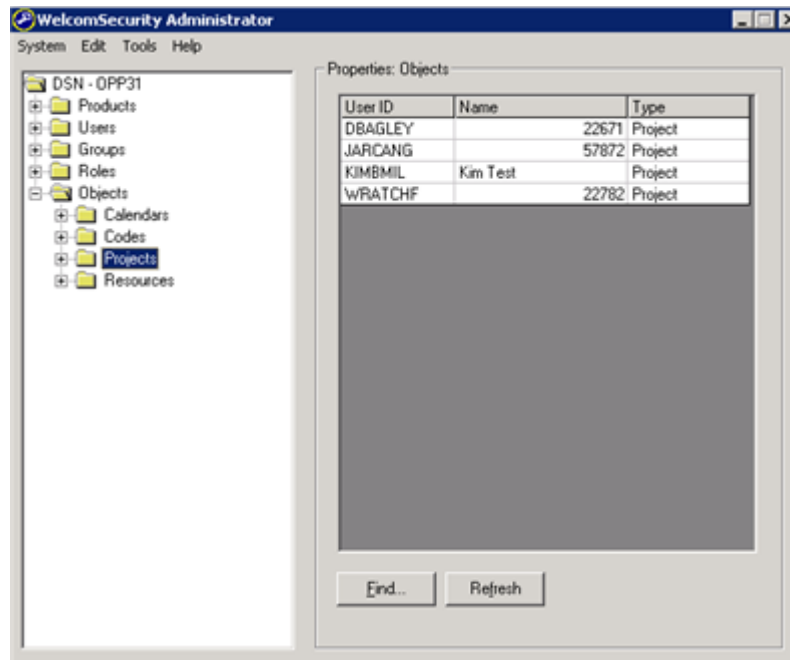 WelcomSecurity Administrator
System Edit Tools Help
DSN - OPP31
Products
Users
Groups
Roles
Objects
Calendars
Codes
Projects
Resources
Properties: Objects
User ID Name Type
DBAGLEY 22671 Project
JARCANG 57872 Project
KIMBMIL Kim Test Project
WRATCHF 22782 Project
Find... Refresh